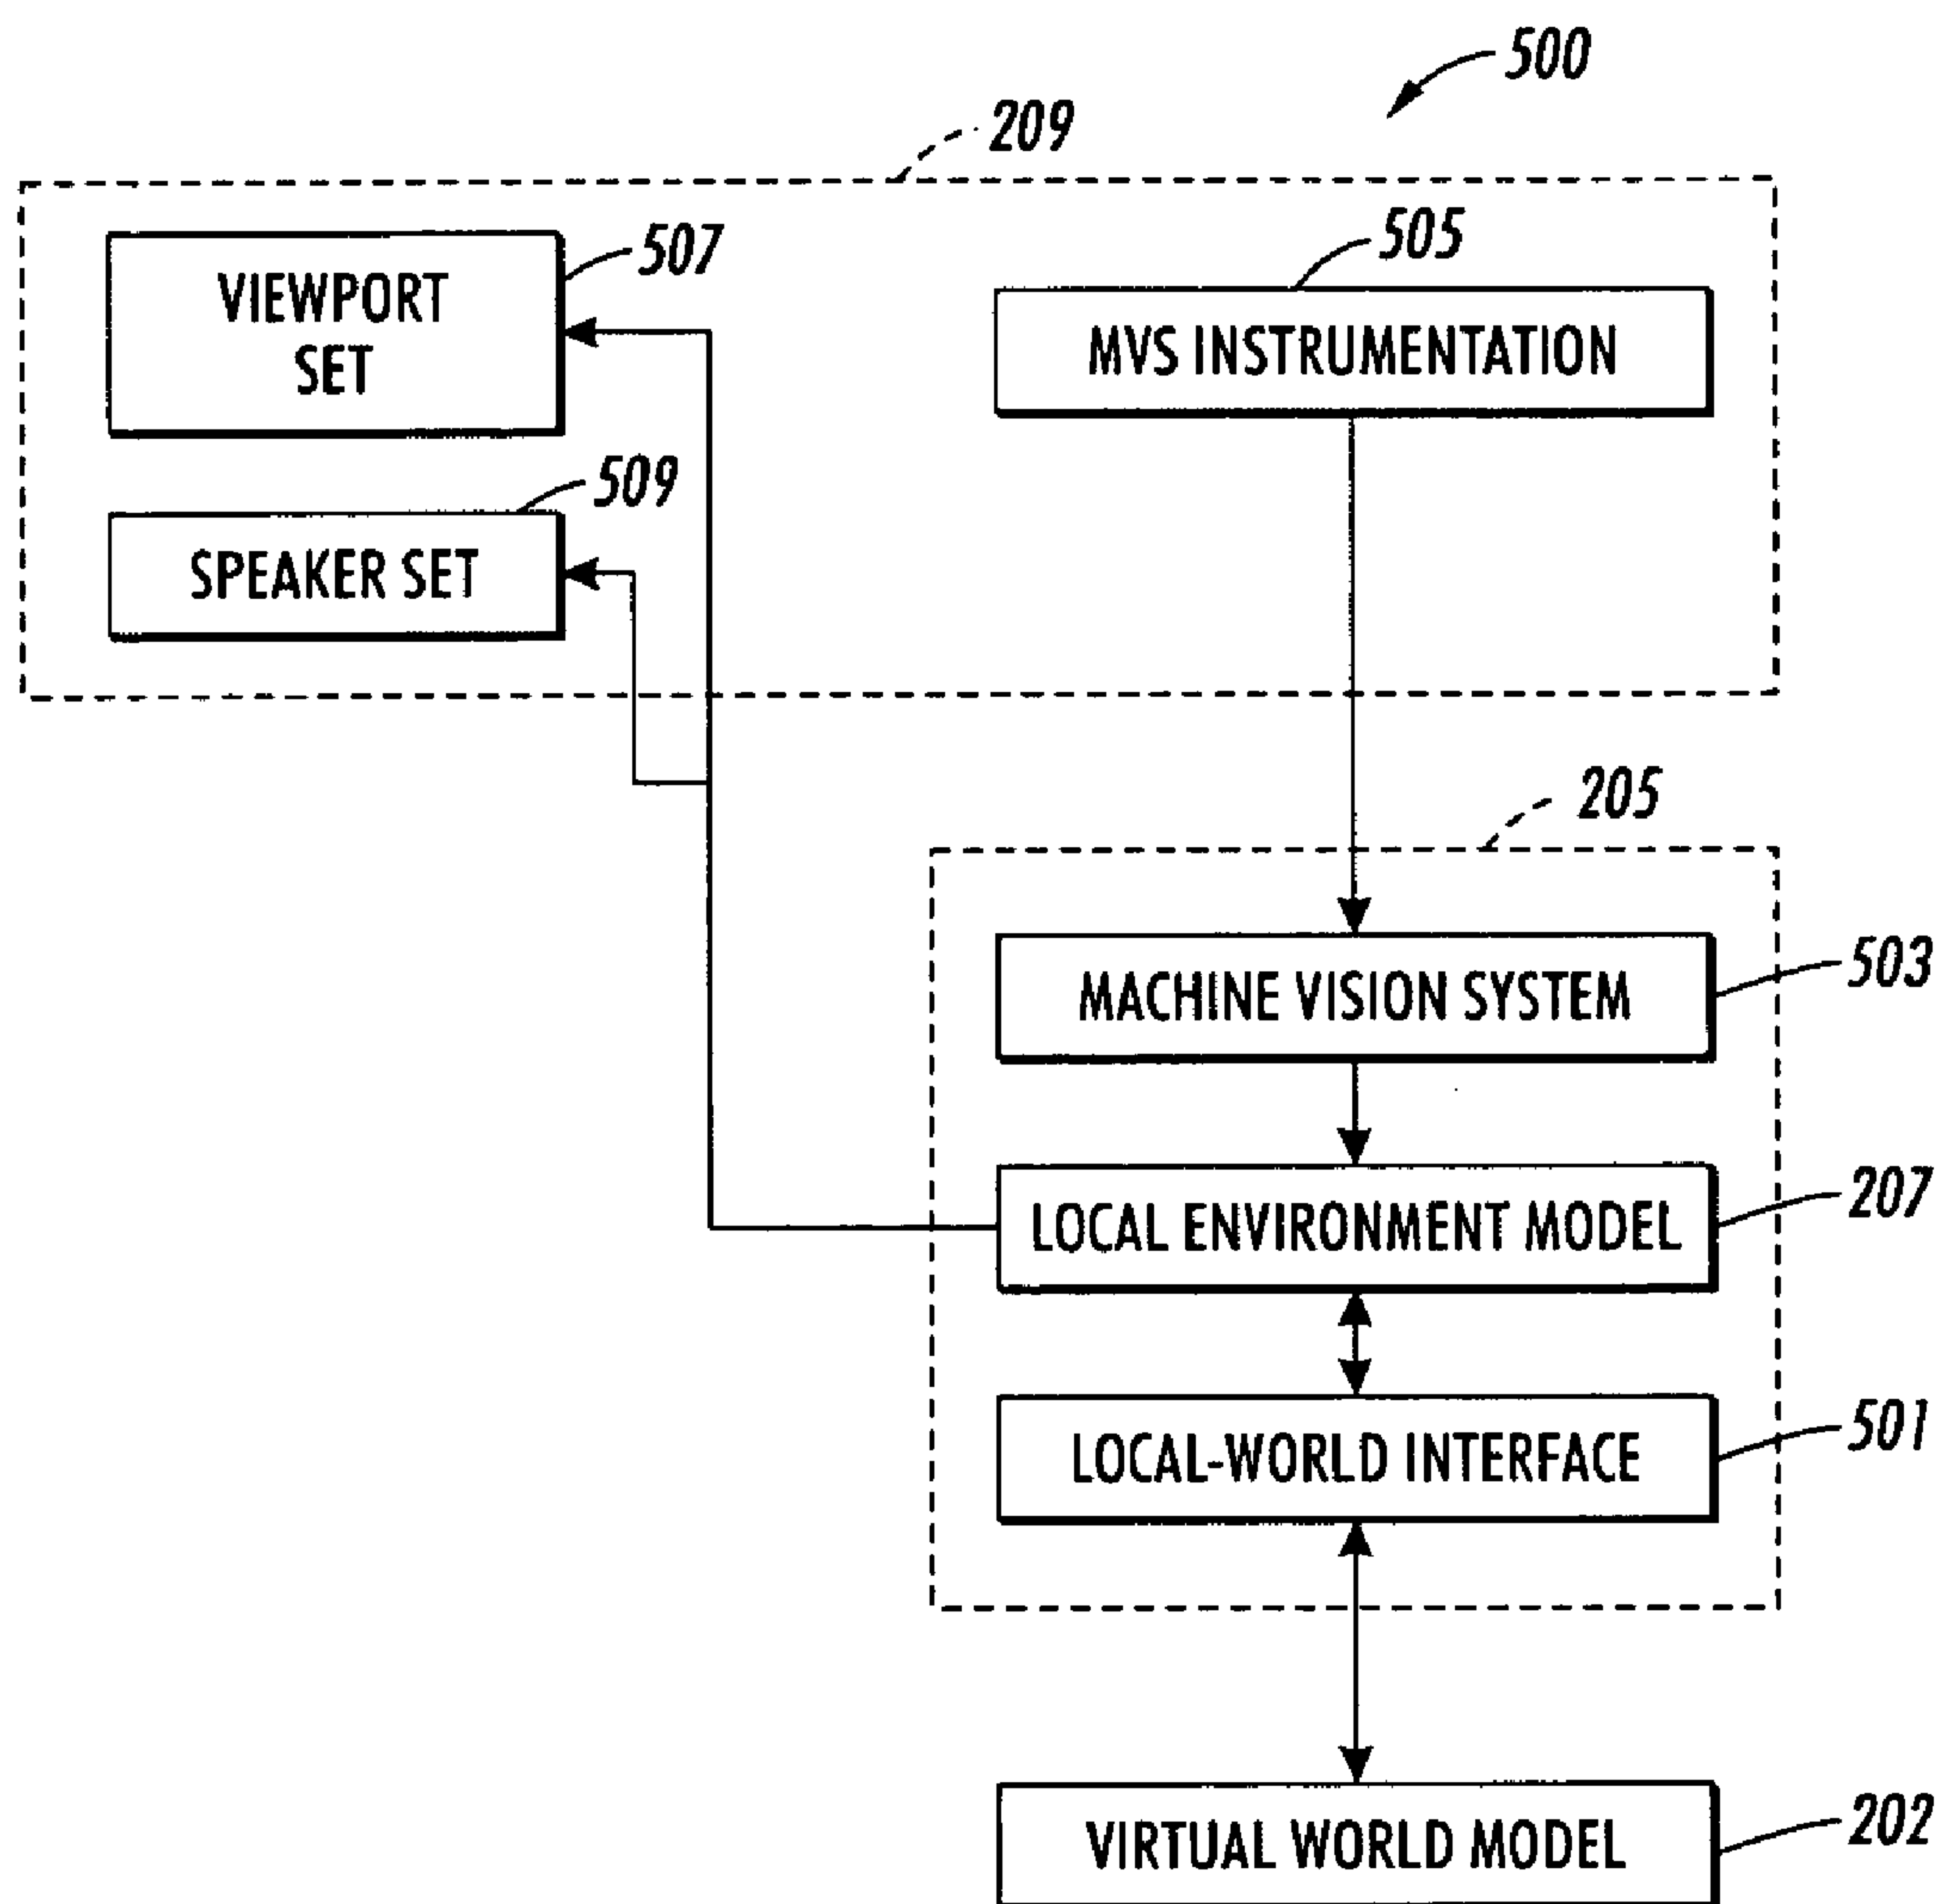 500
209
507
VIEWPORT
SET
505
MVS INSTRUMENTATION
509
SPEAKER SET
205
MACHINE VISION SYSTEM
503
LOCAL ENVIRONMENT MODEL
207
LOCAL-WORLD INTERFACE
501
VIRTUAL WORLD MODEL
202